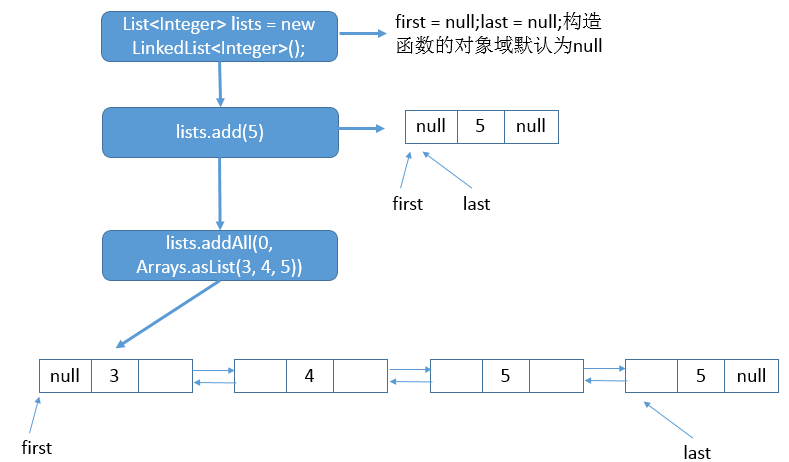 List<Integer> lists = new
LinkedList<Integer>();
first = null;last = null;构造
函数的对象域默认为null
lists.add(5)
null 5 null
first last
lists.addAll(0,
Arrays.asList(3, 4, 5))
null 3 4 5 5 null
first
last